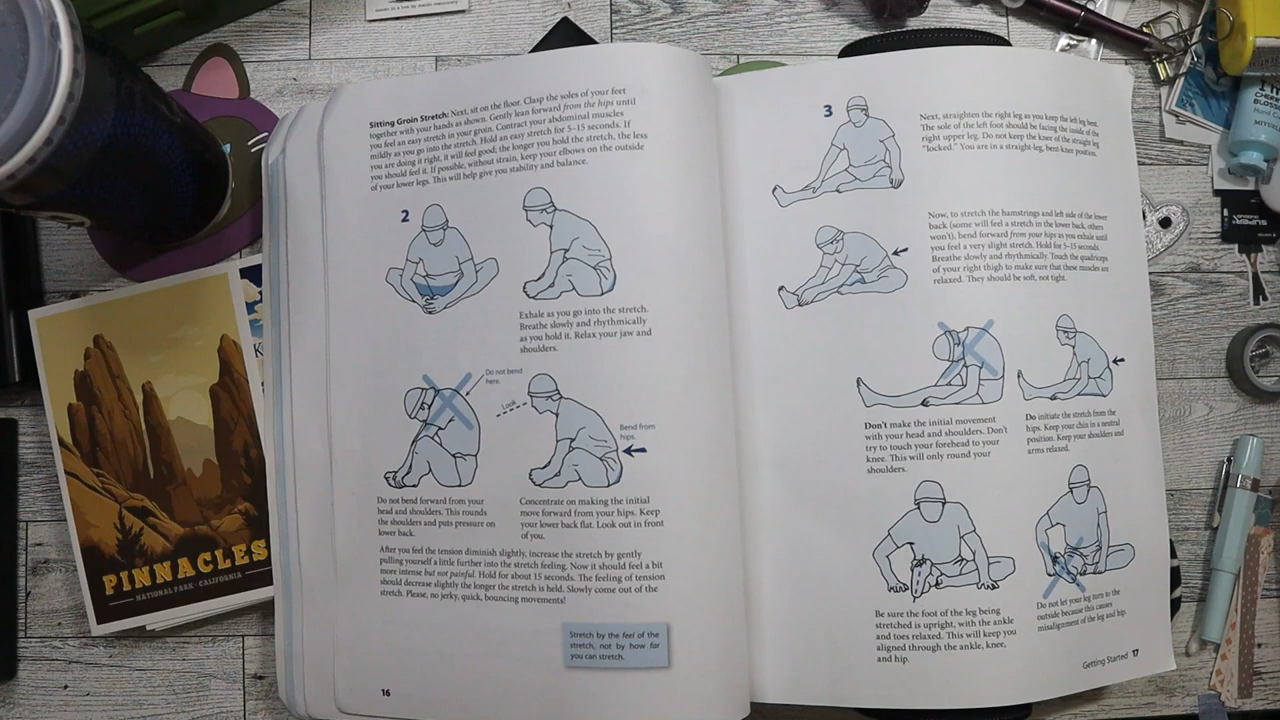 Sitting Groin Stretch: Next, sit on the floor. Clasp the soles of your feet
together with your hands as shown. Gently lean forward from the hips until
you feel an easy stretch in your groin. Contract your abdominal muscles
mildly as you go into the stretch. Hold an easy stretch for 5–15 seconds. If
you are doing it right, it will feel good; the longer you hold the stretch, the less
you should feel it. If possible, without strain, keep your elbows on the outside
of your lower legs. This will help give you stability and balance.
2
Exhale as you go into the stretch.
Breathe slowly and rhythmically
as you hold it. Relax your jaw and
shoulders.
Do not bend
here.
Look
Bend from
hips.
Do not bend forward from your
head and shoulders. This rounds
the shoulders and puts pressure on
lower back.
Concentrate on making the initial
move forward from your hips. Keep
your lower back flat. Look out in front
of you.
After you feel the tension diminish slightly, increase the stretch by gently
pulling yourself a little further into the stretch feeling. Now it should feel a bit
more intense but not painful. Hold for about 15 seconds. The feeling of tension
should decrease slightly the longer the stretch is held. Slowly come out of the
stretch. Please, no jerky, quick, bouncing movements!
Stretch by the feel of the
stretch, not by how far
you can stretch.
16
3
Next, straighten the right leg as you keep the left leg bent.
The sole of the left foot should be facing the inside of the
right upper leg. Do not keep the knee of the straight leg
"locked." You are in a straight-leg, bent-knee position.
Now, to stretch the hamstrings and left side of the lower
back (some will feel a stretch in the lower back, others
won't), bend forward from your hips as you exhale until
you feel a very slight stretch. Hold for 5–15 seconds.
Breathe slowly and rhythmically. Touch the quadriceps
of your right thigh to make sure that these muscles are
relaxed. They should be soft, not tight.
Don't make the initial movement
with your head and shoulders. Don't
try to touch your forehead to your
knee. This will only round your
shoulders.
Do initiate the stretch from the
hips. Keep your chin in a neutral
position. Keep your shoulders and
arms relaxed.
Be sure the foot of the leg being
stretched is upright, with the ankle
and toes relaxed. This will keep you
aligned through the ankle, knee,
and hip.
Do not let your leg turn to the
outside because this causes
misalignment of the leg and hip.
Getting Started 17
PINNACLES
NATIONAL PARK · CALIFORNIA
K
SUPER